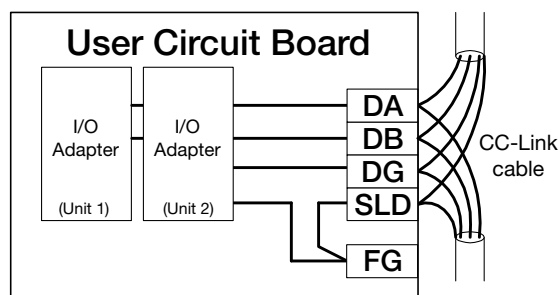 User Circuit Board
I/O
Adapter
(Unit 1)
I/O
Adapter
(Unit 2)
DA
DB
DG
SLD
FG
CC-Link
cable